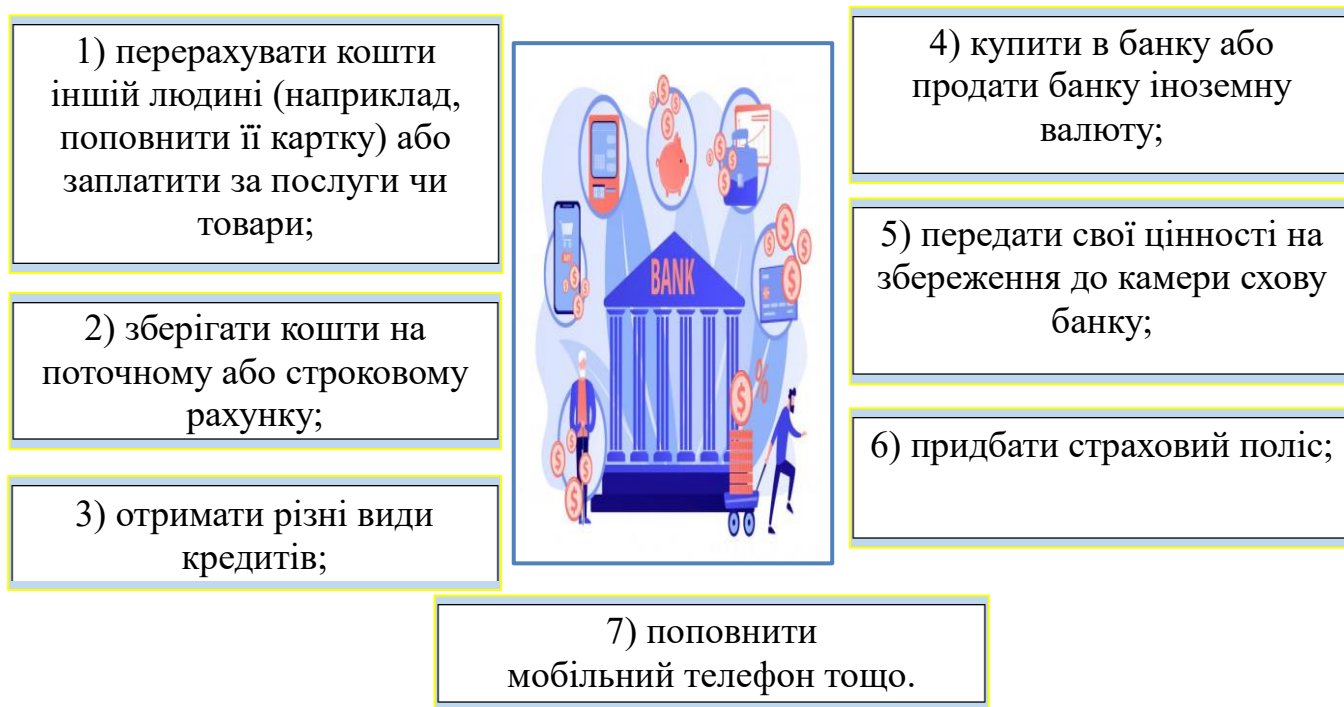 1) перерахувати кошти
іншій людині (наприклад,
поповнити її картку) або
заплатити за послуги чи
товари;
2) зберігати кошти на
поточному або строковому
рахунку;
3) отримати різні види
кредитів;
BANK
%
4) купити в банку або
продати банку іноземну
валюту;
5) передати свої цінності на
збереження до камери схову
банку;
6) придбати страховий поліс;
7) поповнити
мобільний телефон тощо.